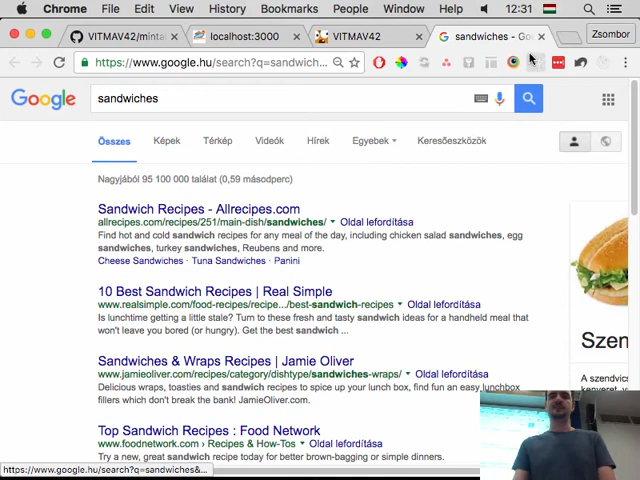 Chrome File Edit View History Bookmarks People Window Help 12:31
VITMAV42/minta localhost:3000 VITMAV42 sandwiches - Goo Zsombor
https://www.google.hu/search?q=sandwich...
Google sandwiches
Összes Képek Térkép Videók Hírek Egyebek Keresőeszközök
Nagyjából 95 100 000 találat (0,59 másodperc)
Sandwich Recipes - Allrecipes.com
allrecipes.com/recipes/251/main-dish/sandwiches/ Oldal lefordítása
Find hot and cold sandwich recipes for any meal of the day, including chicken salad sandwiches, egg
sandwiches, turkey sandwiches, Reubens and more.
Cheese Sandwiches · Tuna Sandwiches · Panini
10 Best Sandwich Recipes | Real Simple
www.realsimple.com/food-recipes/recipe.../best-sandwich-recipes Oldal lefordítása
Is lunchtime getting a little stale? Turn to these fresh and tasty sandwich ideas for a handheld meal that
won't leave you bored (or hungry). Get the best sandwich ...
Szen
Sandwiches & Wraps Recipes | Jamie Oliver
www.jamieoliver.com/recipes/category/dishtype/sandwiches-wraps/ Oldal lefordítása
A szendvics
Delicious wraps, toasties and sandwich recipes to spice up your lunch box, find fun an easy lunchbox
kenyeret, v
fillers which don't break the bank! JamieOliver.com.
Top Sandwich Recipes : Food Network
www.foodnetwork.com › Recipes & How-Tos Oldal lefordítása
Try a new, great sandwich recipe today for better brown-bagging or simple dinners.
https://www.google.hu/search?q=sandwiches&...